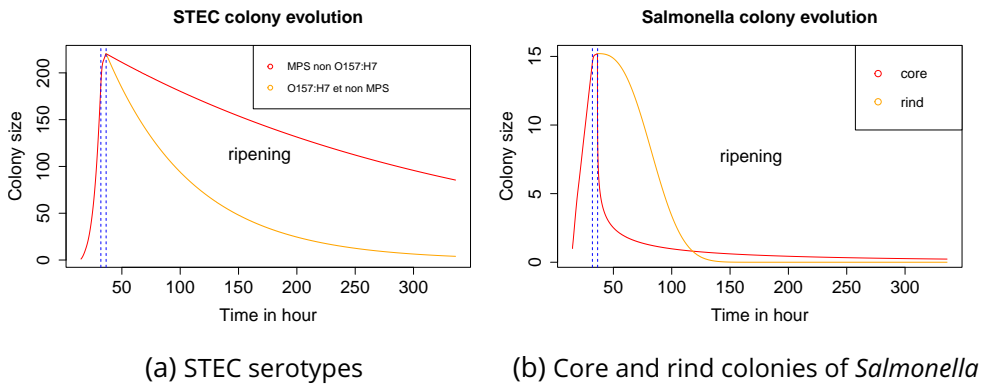 STEC colony evolution
Colony size
0
50
100
150
200
MPS non O157:H7
O157:H7 et non MPS
ripening
50 100 150 200 250 300
Time in hour
(a) STEC serotypes
Salmonella colony evolution
Colony size
0
5
10
15
core
rind
ripening
50 100 150 200 250 300
Time in hour
(b) Core and rind colonies of Salmonella